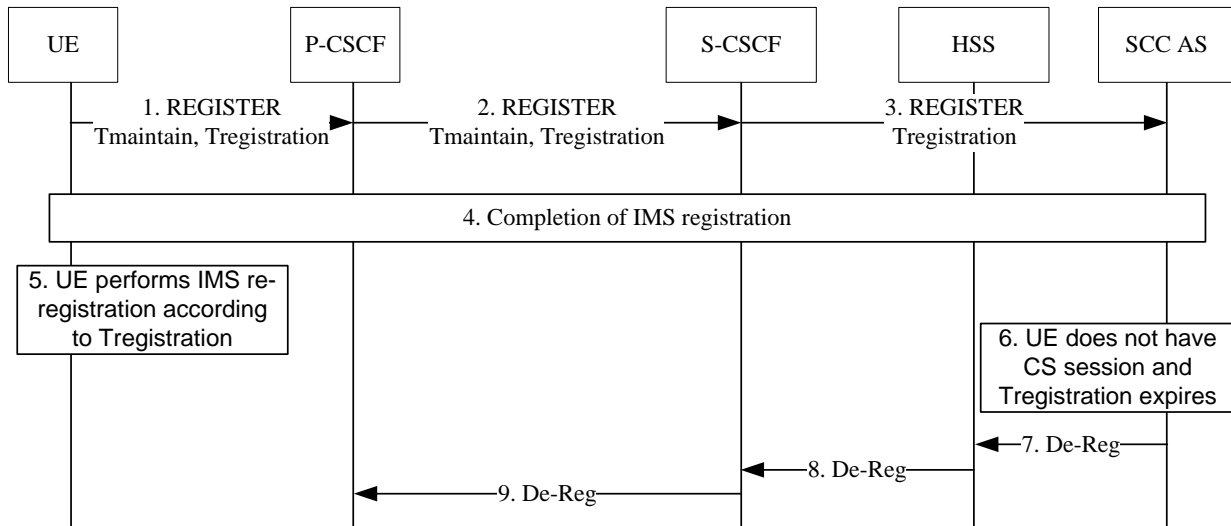 UE
P-CSCF
S-CSCF
HSS
SCC AS
1. REGISTER
Tmaintain, Tregistration
2. REGISTER
Tmaintain, Tregistration
3. REGISTER
Tregistration
4. Completion of IMS registration
5. UE performs IMS re-
registration according
to Tregistration
6. UE does not have
CS session and
Tregistration expires
7. De-Reg
8. De-Reg
9. De-Reg